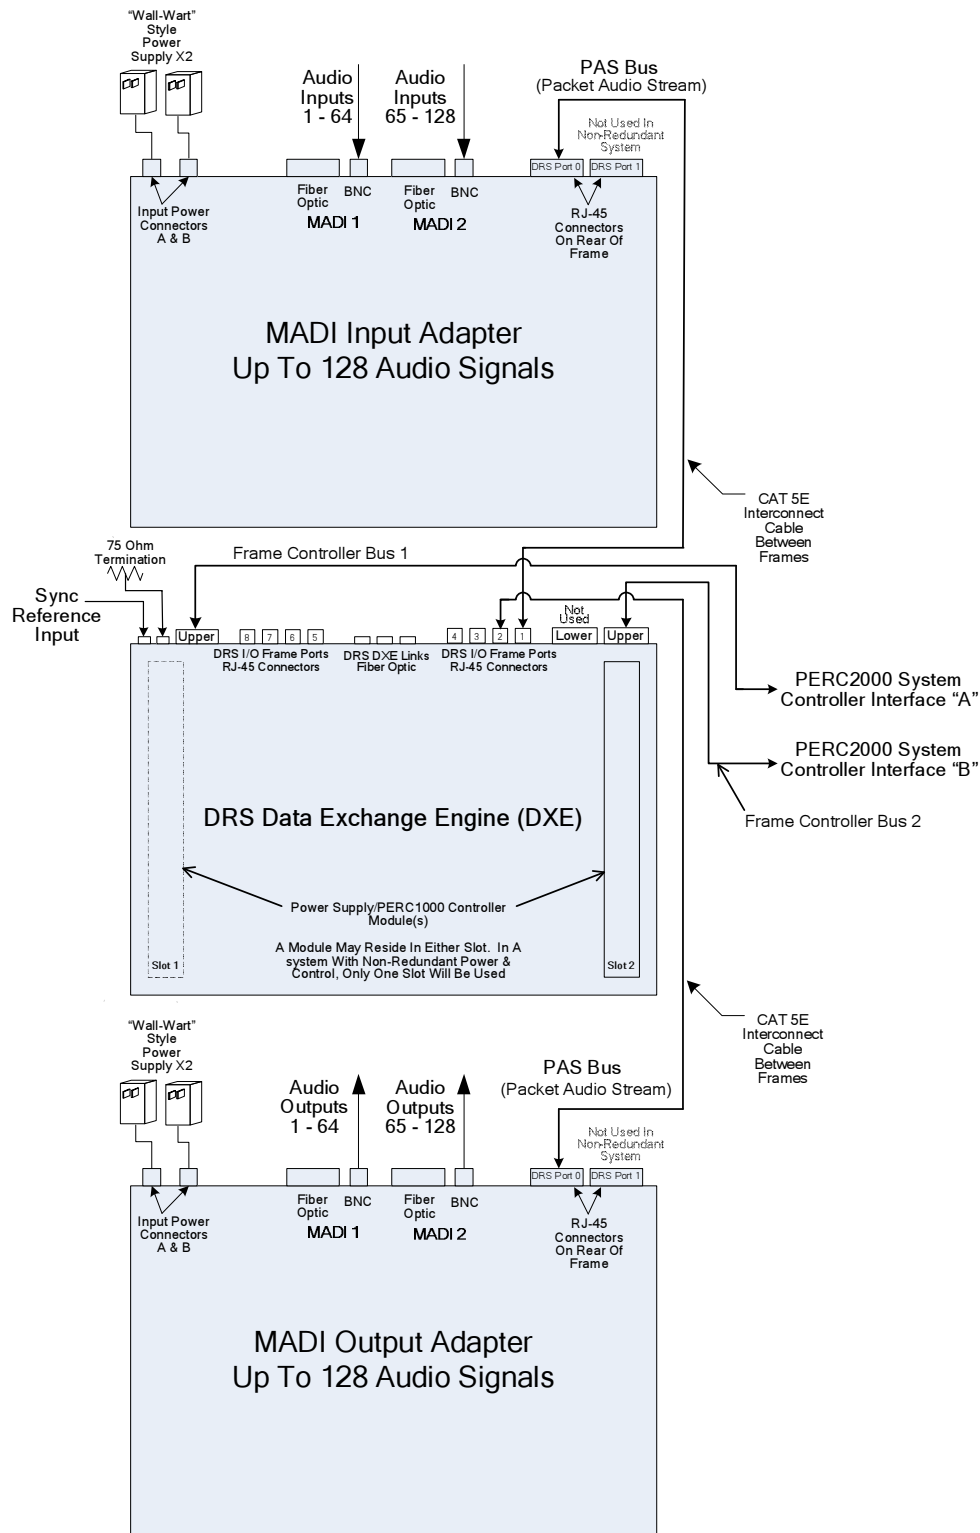 "Wall-Wart"
Style
Power
Supply X2
Audio
Inputs
1 - 64
Audio
Inputs
65 - 128
PAS Bus
(Packet Audio Stream)
Not Used In
Non-Redundant
System
DRS Port 0
DRS Port 1
Input Power
Connectors
A & B
Fiber
Optic
BNC
MADI 1
Fiber
Optic
BNC
MADI 2
RJ-45
Connectors
On Rear Of
Frame
MADI Input Adapter
Up To 128 Audio Signals
CAT 5E
Interconnect
Cable
Between
Frames
75 Ohm
Termination
Frame Controller Bus 1
Sync
Reference
Input
Upper
8
7
6
5
DRS I/O Frame Ports
RJ-45 Connectors
DRS DXE Links
Fiber Optic
4
3
2
1
DRS I/O Frame Ports
RJ-45 Connectors
Not
Used
Lower
Upper
PERC2000 System
Controller Interface "A"
PERC2000 System
Controller Interface "B"
Frame Controller Bus 2
DRS Data Exchange Engine (DXE)
Power Supply/PERC1000 Controller
Module(s)
A Module May Reside In Either Slot. In A
system With Non-Redundant Power &
Control, Only One Slot Will Be Used
Slot 1
Slot 2
CAT 5E
Interconnect
Cable
Between
Frames
"Wall-Wart"
Style
Power
Supply X2
Audio
Outputs
1 - 64
Audio
Outputs
65 - 128
PAS Bus
(Packet Audio Stream)
Not Used In
Non-Redundant
System
DRS Port 0
DRS Port 1
Input Power
Connectors
A & B
Fiber
Optic
BNC
MADI 1
Fiber
Optic
BNC
MADI 2
RJ-45
Connectors
On Rear Of
Frame
MADI Output Adapter
Up To 128 Audio Signals